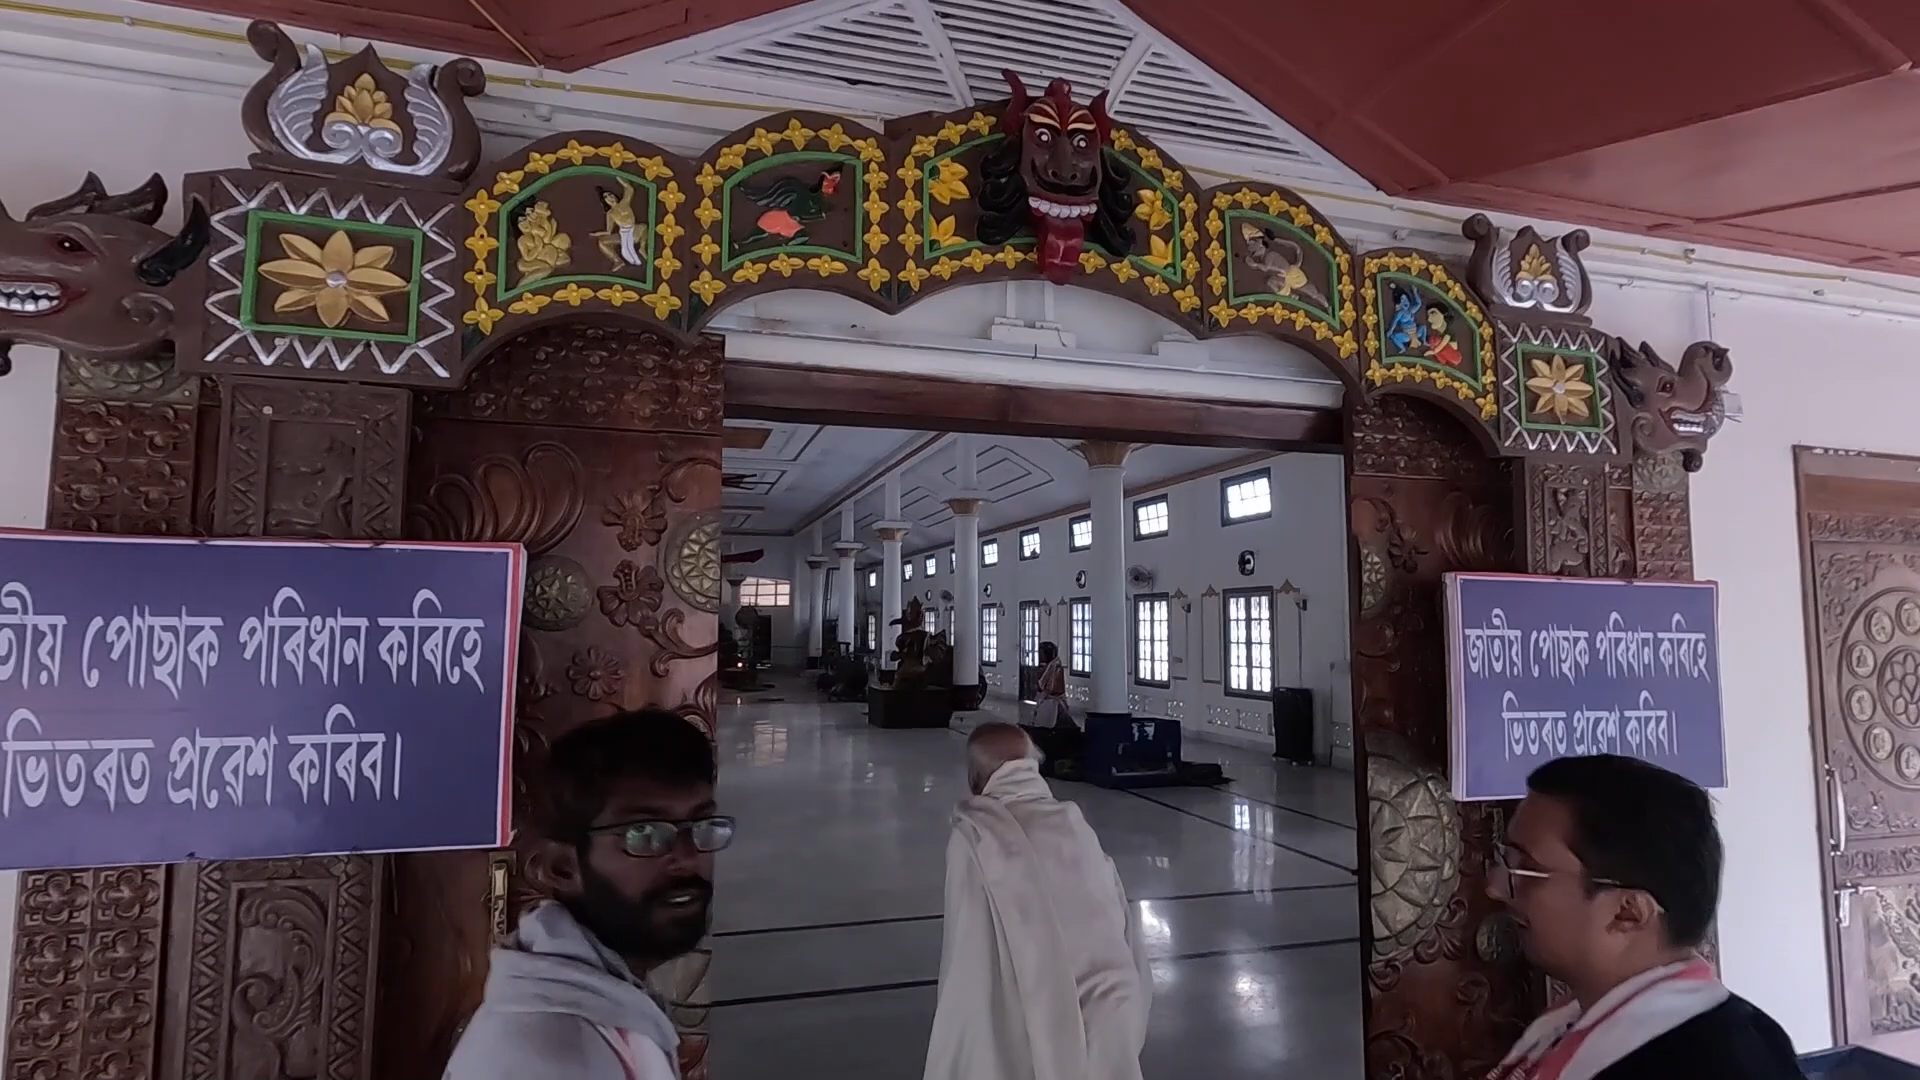 তীয় পোছাক পৰিধান কৰিহে
ভিতৰত প্ৰৱেশ কৰিব।
জাতীয় পোছাক পৰিধান কৰিহে
ভিতৰত প্ৰৱেশ কৰিব।